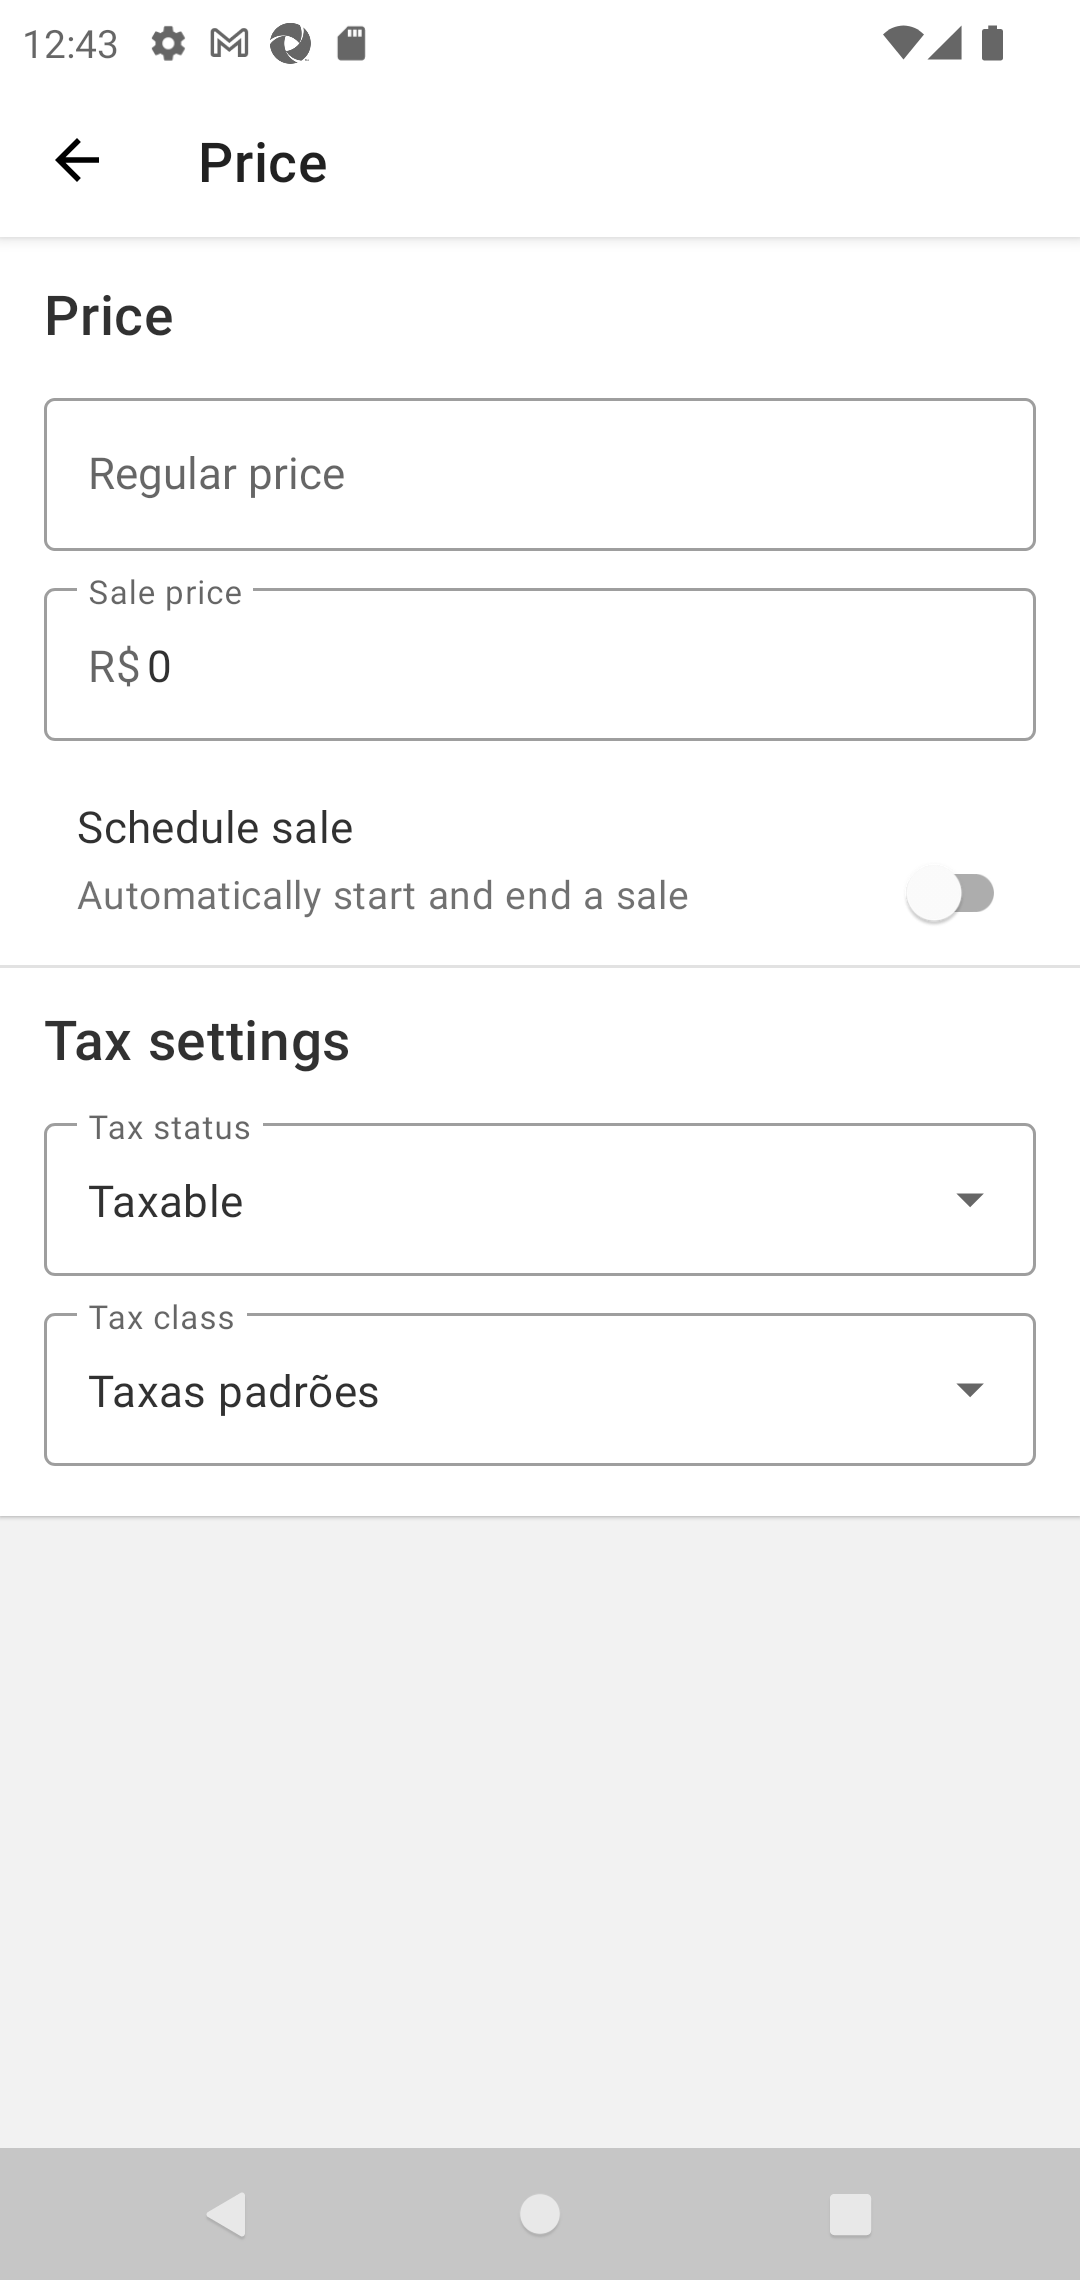 12:43
Price
Price
Regular price
Sale price
R$ 0
Schedule sale
Automatically start and end a sale
Tax settings
Tax status
Taxable
Tax class
Taxas padrões